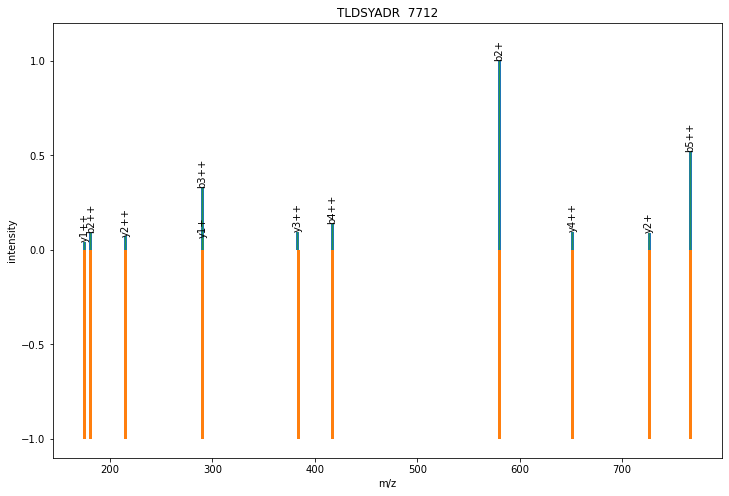 TLDSYADR 7712
intensity
1.0
0.5
0.0
−0.5
−1.0
y1++
b2++
y2++
b3++
y1+
y3++
b4++
b2+
y4++
y2+
b5++
200
300
400
500
600
700
m/z